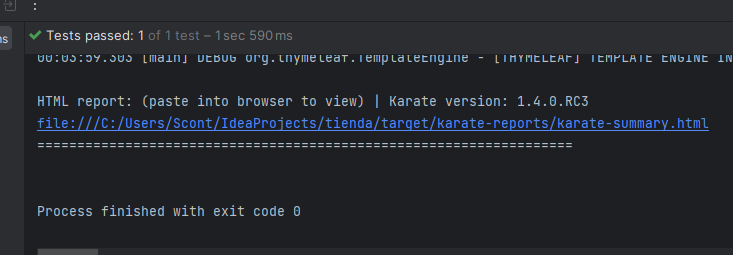 :
ns
Tests passed: 1 of 1 test – 1 sec 590 ms
00:03:59.303 [main] DEBUG org.thymeleaf.TemplateEngine - [THYMELEAF] TEMPLATE ENGINE IN
HTML report: (paste into browser to view) | Karate version: 1.4.0.RC3
file:///C:/Users/Scont/IdeaProjects/tienda/target/karate-reports/karate-summary.html
===================================================================
Process finished with exit code 0